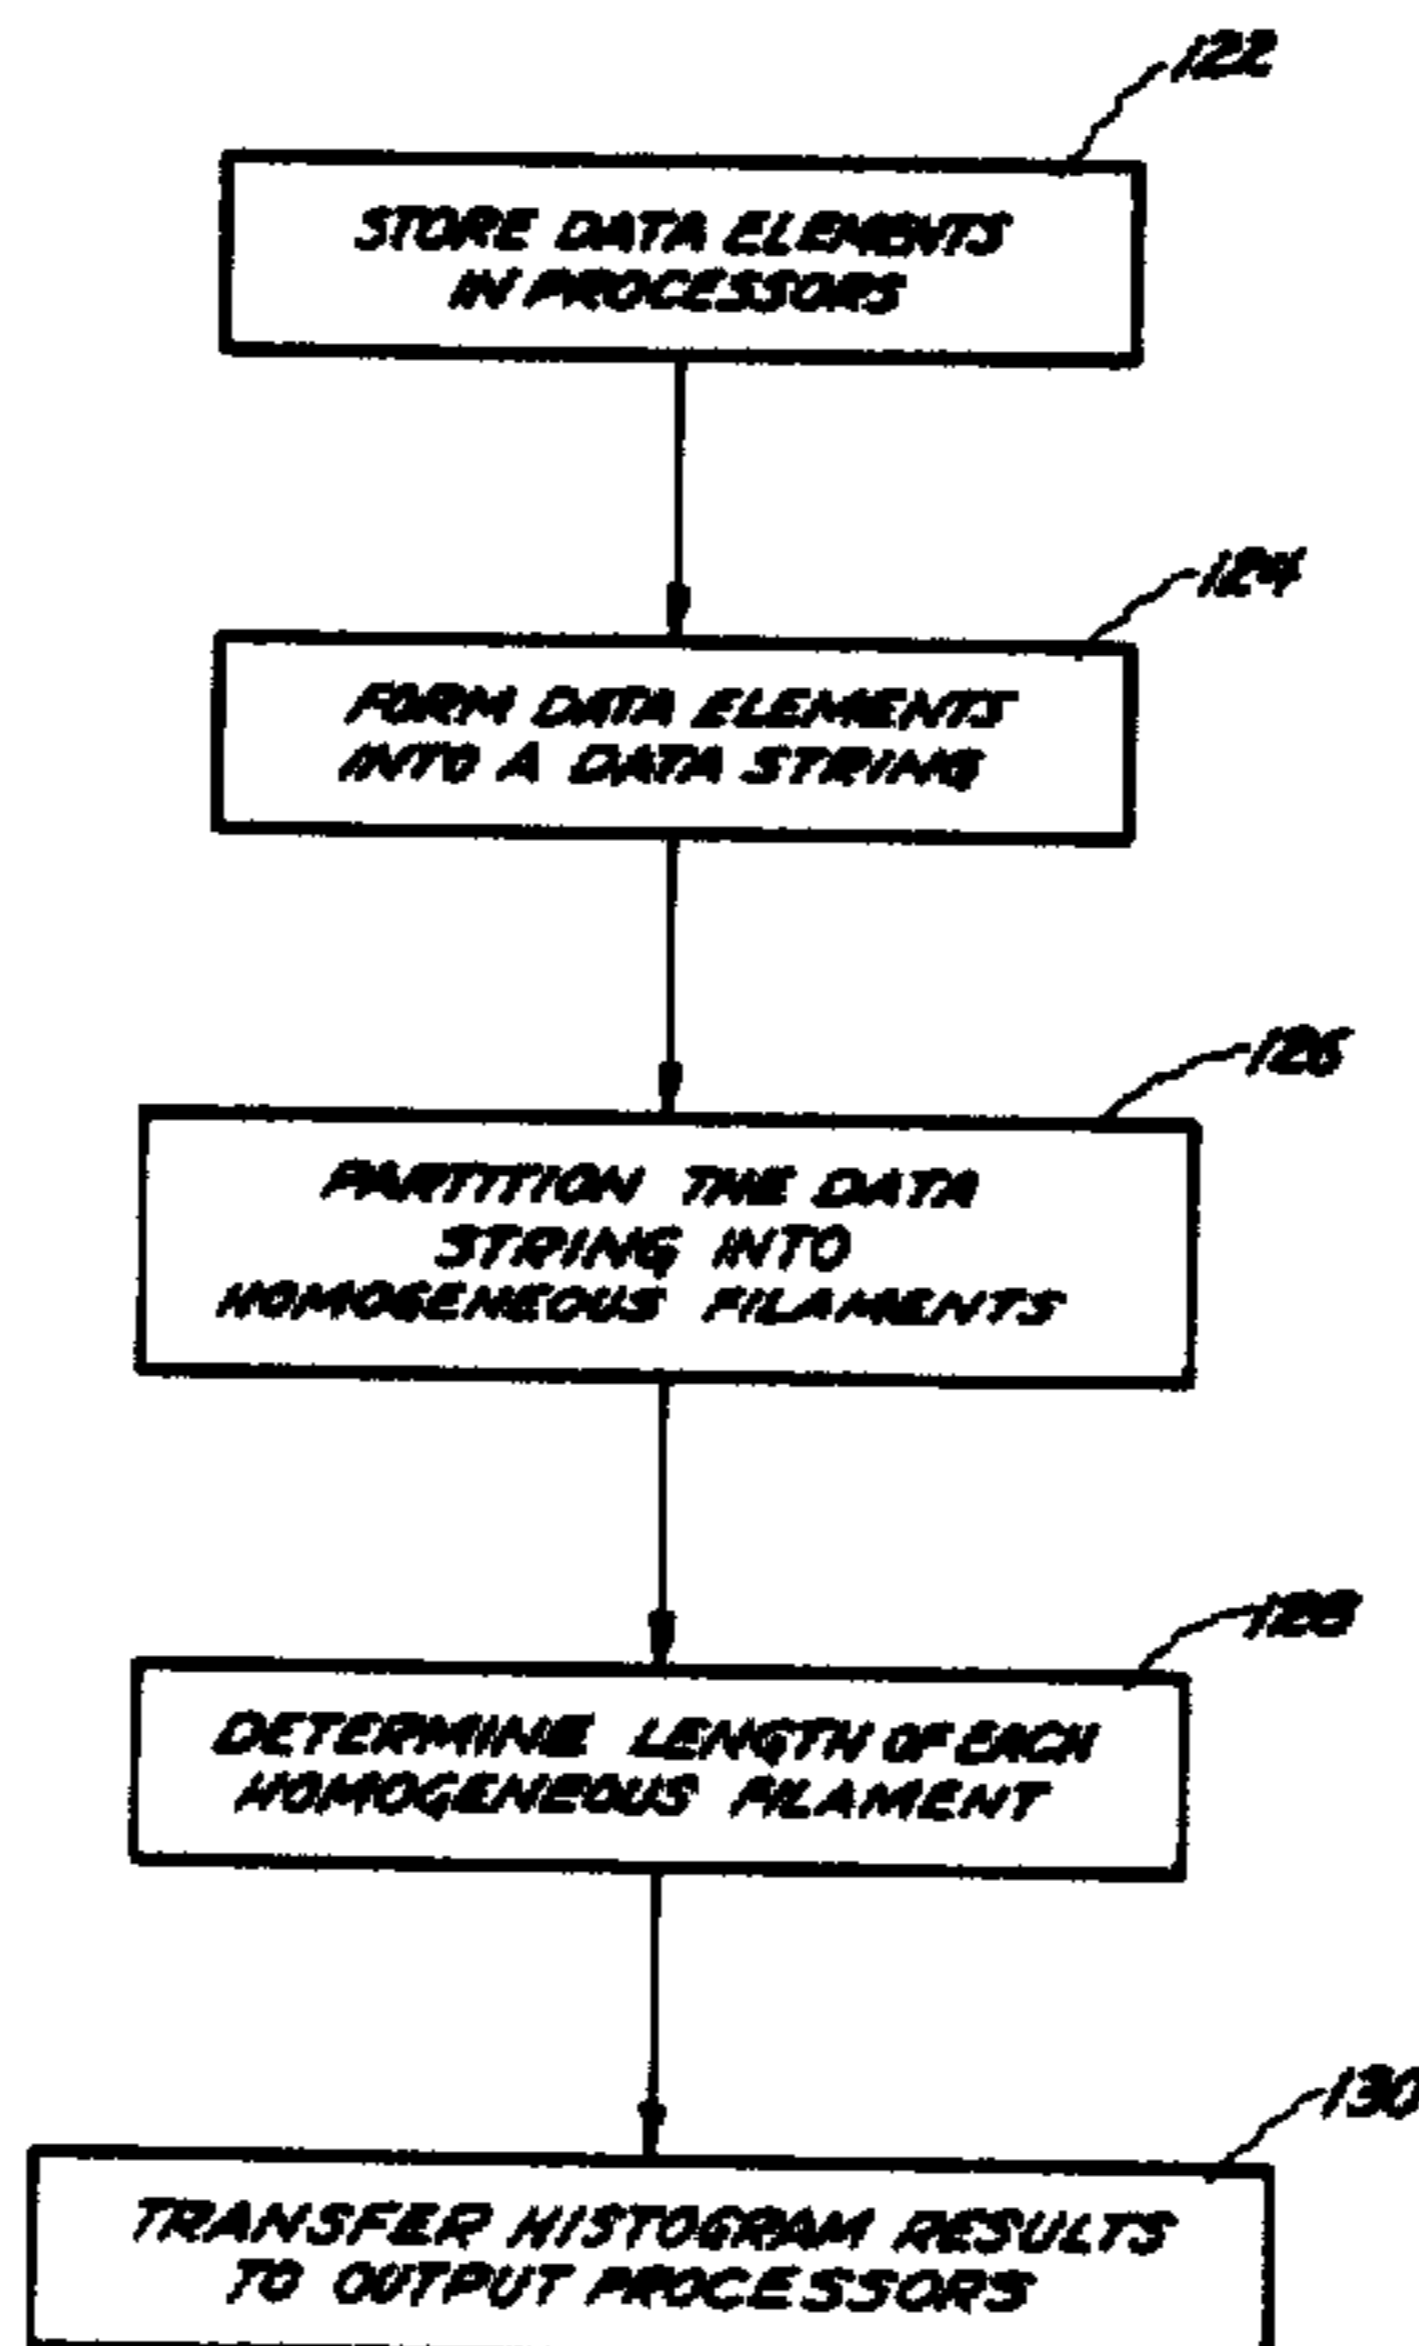 122
STORE DATA ELEMENTS
IN PROCESSORS
124
FORM DATA ELEMENTS
INTO A DATA STRING
126
PARTITION THE DATA
STRING INTO
HOMOGENEOUS FILAMENTS
128
DETERMINE LENGTH OF EACH
HOMOGENEOUS FILAMENT
130
TRANSFER HISTOGRAM RESULTS
TO OUTPUT PROCESSORS